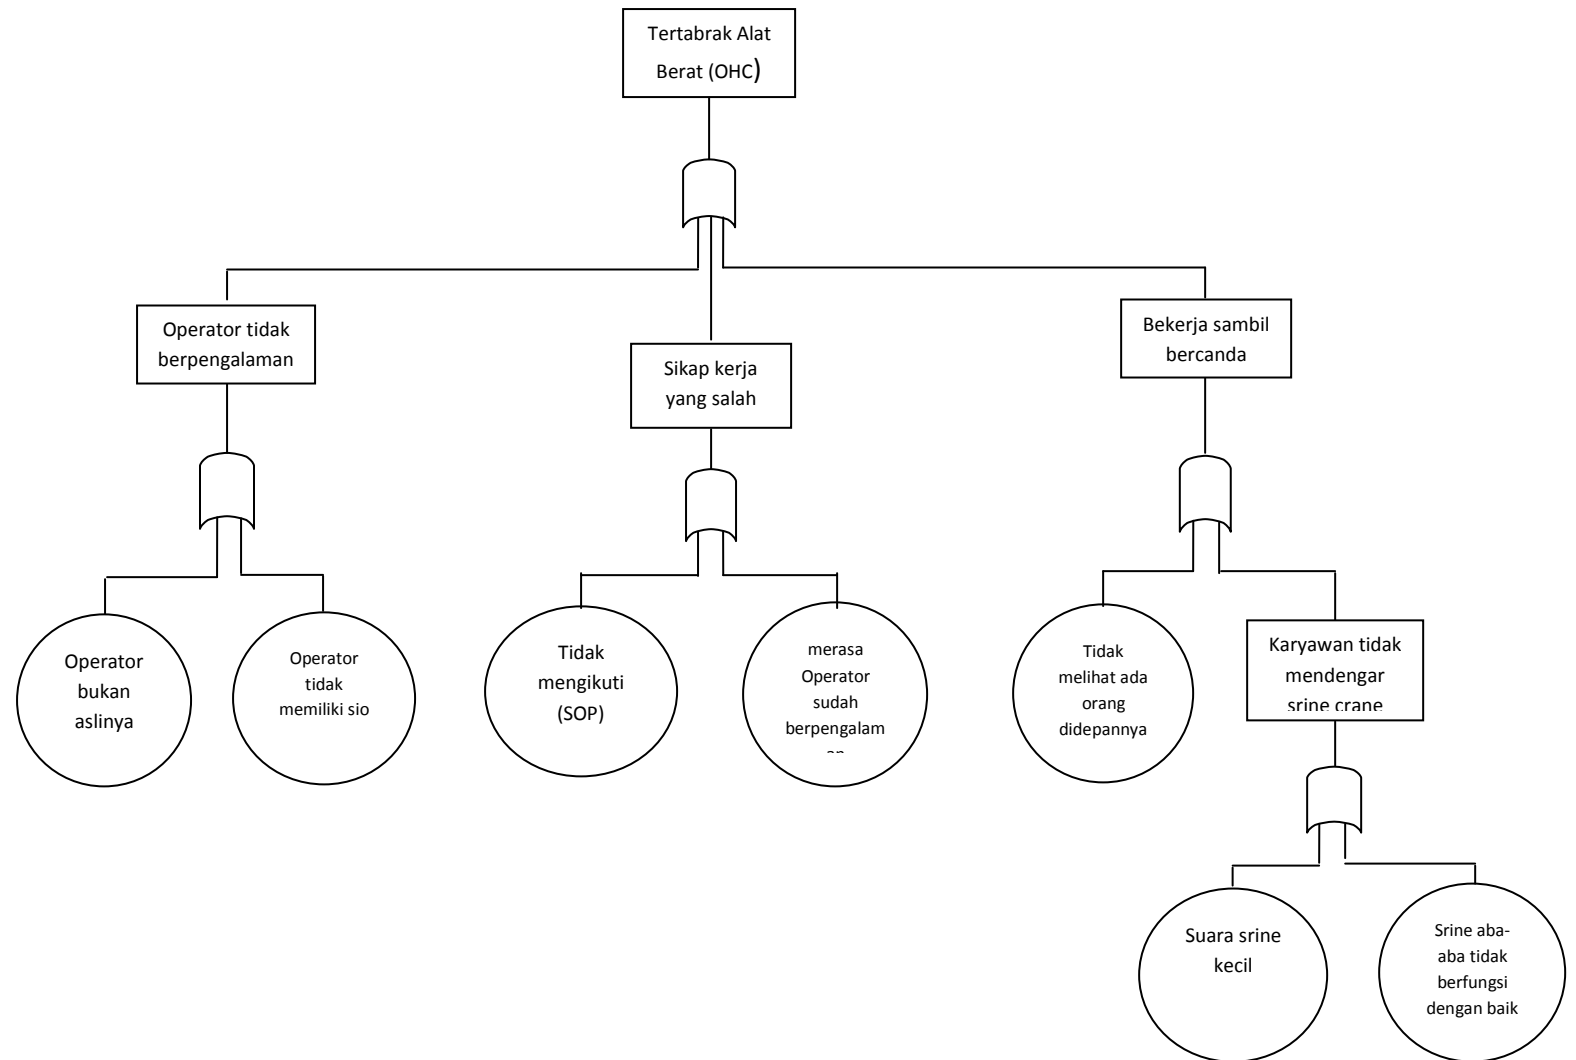 Tertabrak Alat
Berat (OHC)
Operator tidak
berpengalaman
Sikap kerja
yang salah
Bekerja sambil
bercanda
Operator
bukan
aslinya
Operator
tidak
memiliki sio
Tidak
mengikuti
(SOP)
merasa
Operator
sudah
berpengalam
Tidak
melihat ada
orang
didepannya
Karyawan tidak
mendengar
srine crane
Suara srine
kecil
Srine aba-
aba tidak
berfungsi
dengan baik